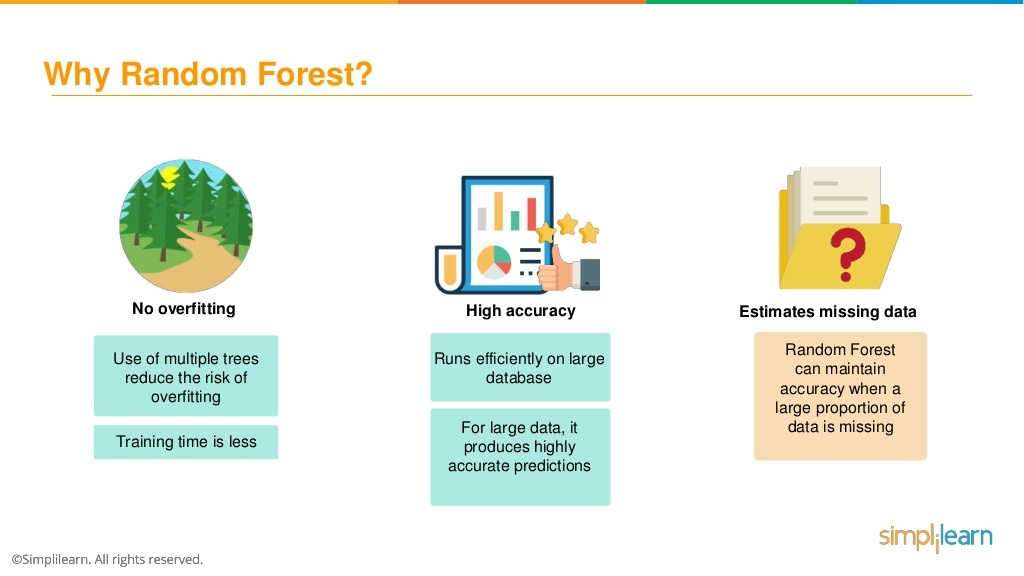 Why Random Forest?
No overfitting
Use of multiple trees
reduce the risk of
overfitting
Training time is less
High accuracy
Runs efficiently on large
database
For large data, it
produces highly
accurate predictions
Estimates missing data
Random Forest
can maintain
accuracy when a
large proportion of
data is missing
simplilearn
©Simplilearn. All rights reserved.